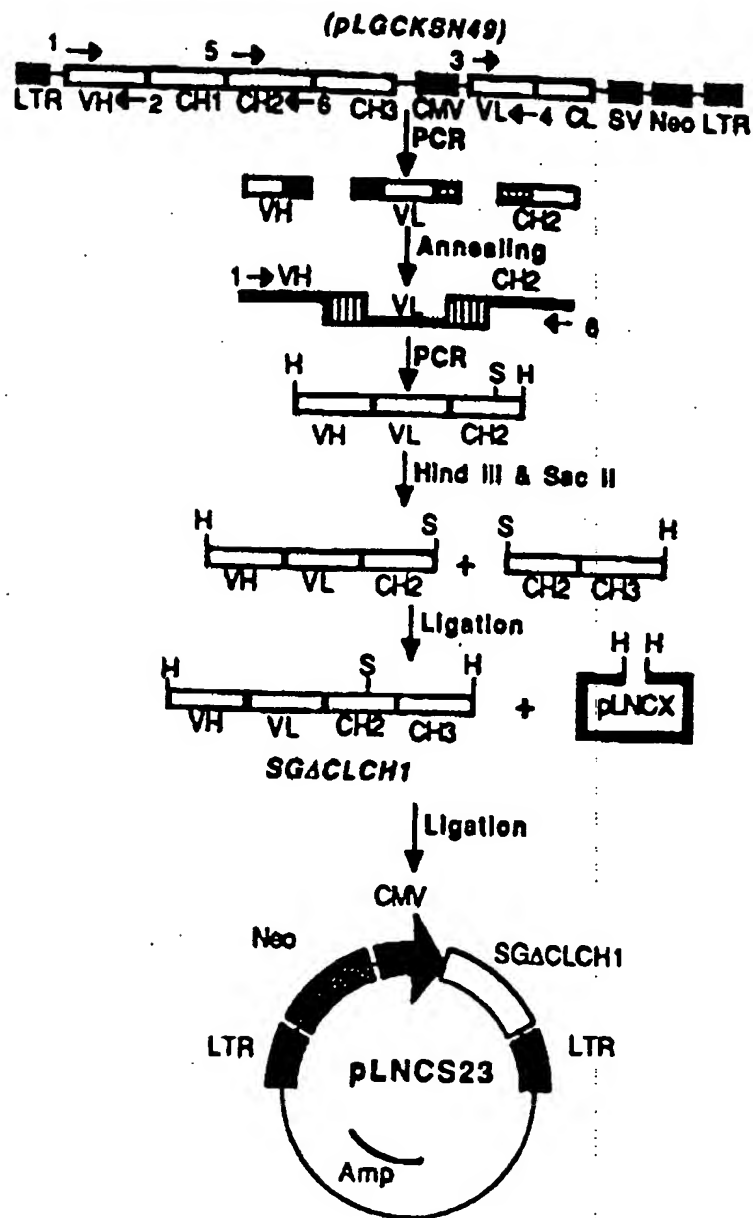 (pLGCKSN49)
1 5 3
LTR VH 2 CH1 CH2 6 CH3 CMV VL 4 CL SV Neo LTR
PCR
VH VL CH2
Annealing
1 VH VL CH2
6
PCR
H S H
VH VL CH2
Hind III & Sac II
H S S H
VH VL CH2 + CH2 CH3
Ligation
H S H H H
VH VL CH2 CH3 + pLNCX
SGΔCLCH1
Ligation
CMV
Neo SGΔCLCH1
LTR LTR
pLNCS23
Amp